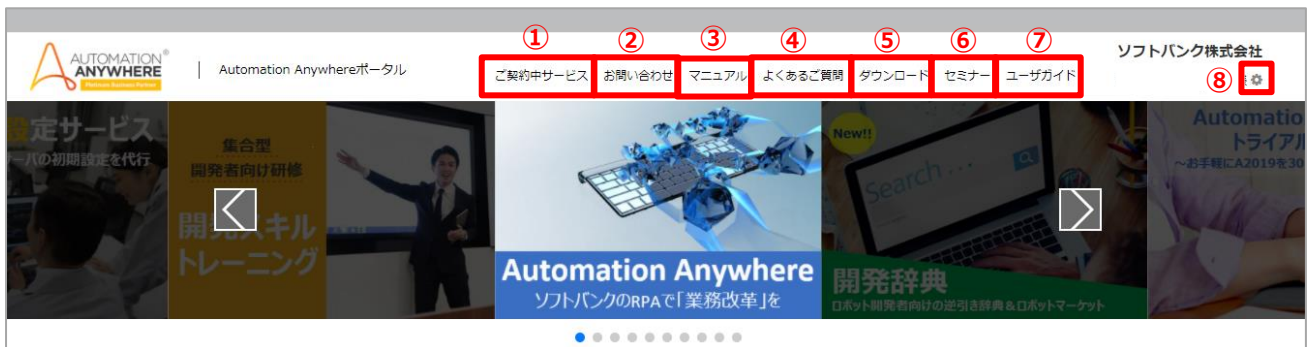 ① ② ③ ④ ⑤ ⑥ ⑦
AUTOMATION®
ANYWHERE
Platinum Business Partner
Automation Anywhereポータル
ご契約中サービス
お問い合わせ
マニュアル
よくあるご質問
ダウンロード
セミナー
ユーザガイド
ソフトバンク株式会社
⑧
設定サービス
ーバの初期設定を代行
集合型
開発者向け研修
開発スキル
トレーニング
Automation Anywhere
ソフトバンクのRPAで「業務改革」を
New!!
Search ...
開発辞典
ロボット開発者向けの逆引き辞典&ロボットマーケット
Automatio
トライアル
~お手軽にA2019を30